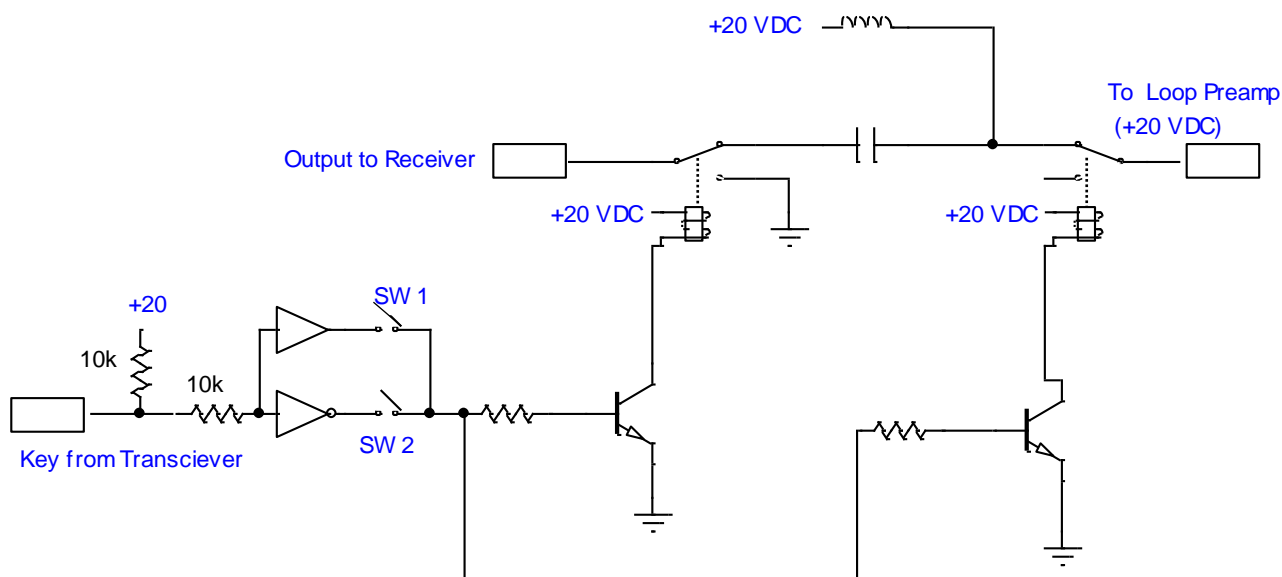 +20 VDC
To Loop Preamp
(+20 VDC)
Output to Receiver
+20 VDC
+20 VDC
+20
SW 1
10k
10k
SW 2
Key from Transciever